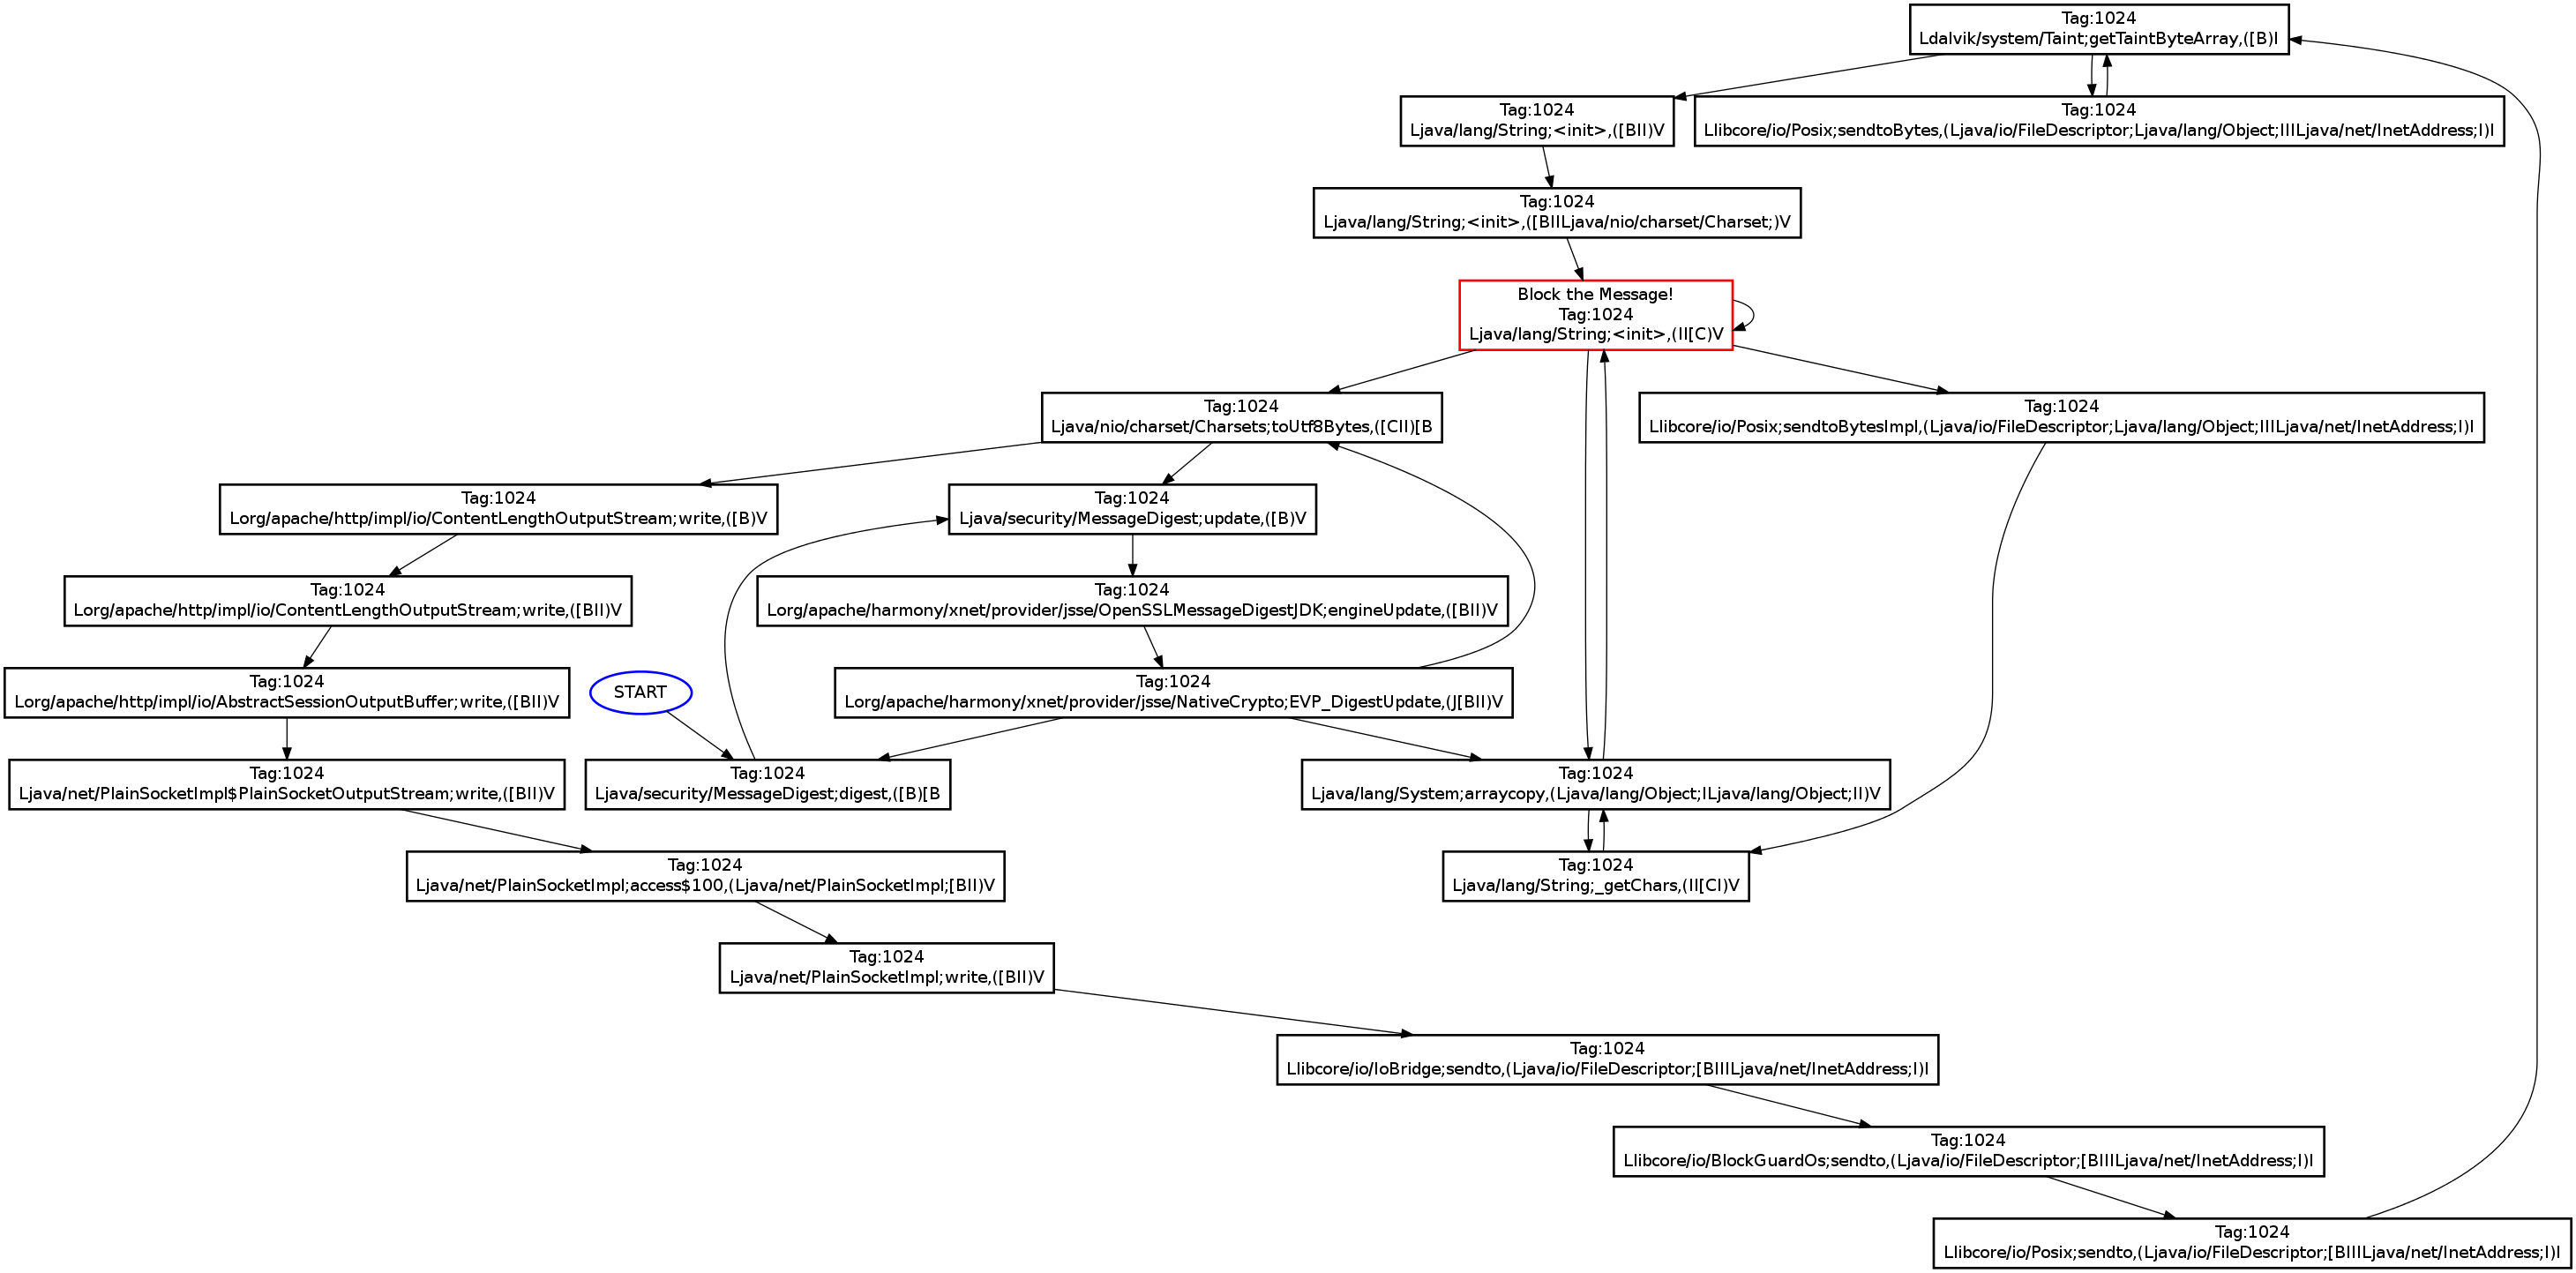 Tag:1024
Ldalvik/system/Taint;getTaintByteArray,([B)I
Tag:1024
Ljava/lang/String;<init>,([BII)V
Tag:1024
Llibcore/io/Posix;sendtoBytes,(Ljava/io/FileDescriptor;Ljava/lang/Object;IIILjava/net/InetAddress;I)I
Tag:1024
Ljava/lang/String;<init>,([BIILjava/nio/charset/Charset;)V
Block the Message!
Tag:1024
Ljava/lang/String;<init>,(II[C)V
Tag:1024
Ljava/nio/charset/Charsets;toUtf8Bytes,([CII)[B
Tag:1024
Llibcore/io/Posix;sendtoBytesImpl,(Ljava/io/FileDescriptor;Ljava/lang/Object;IIILjava/net/InetAddress;I)I
Tag:1024
Lorg/apache/http/impl/io/ContentLengthOutputStream;write,([B)V
Tag:1024
Ljava/security/MessageDigest;update,([B)V
Tag:1024
Lorg/apache/http/impl/io/ContentLengthOutputStream;write,([BII)V
Tag:1024
Lorg/apache/harmony/xnet/provider/jsse/OpenSSLMessageDigestJDK;engineUpdate,([BII)V
Tag:1024
Lorg/apache/http/impl/io/AbstractSessionOutputBuffer;write,([BII)V
START
Tag:1024
Lorg/apache/harmony/xnet/provider/jsse/NativeCrypto;EVP_DigestUpdate,(J[BII)V
Tag:1024
Ljava/net/PlainSocketImpl$PlainSocketOutputStream;write,([BII)V
Tag:1024
Ljava/security/MessageDigest;digest,([B)[B
Tag:1024
Ljava/lang/System;arraycopy,(Ljava/lang/Object;ILjava/lang/Object;II)V
Tag:1024
Ljava/net/PlainSocketImpl;access$100,(Ljava/net/PlainSocketImpl;[BII)V
Tag:1024
Ljava/lang/String;_getChars,(II[CI)V
Tag:1024
Ljava/net/PlainSocketImpl;write,([BII)V
Tag:1024
Llibcore/io/IoBridge;sendto,(Ljava/io/FileDescriptor;[BIIILjava/net/InetAddress;I)I
Tag:1024
Llibcore/io/BlockGuardOs;sendto,(Ljava/io/FileDescriptor;[BIIILjava/net/InetAddress;I)I
Tag:1024
Llibcore/io/Posix;sendto,(Ljava/io/FileDescriptor;[BIIILjava/net/InetAddress;I)I